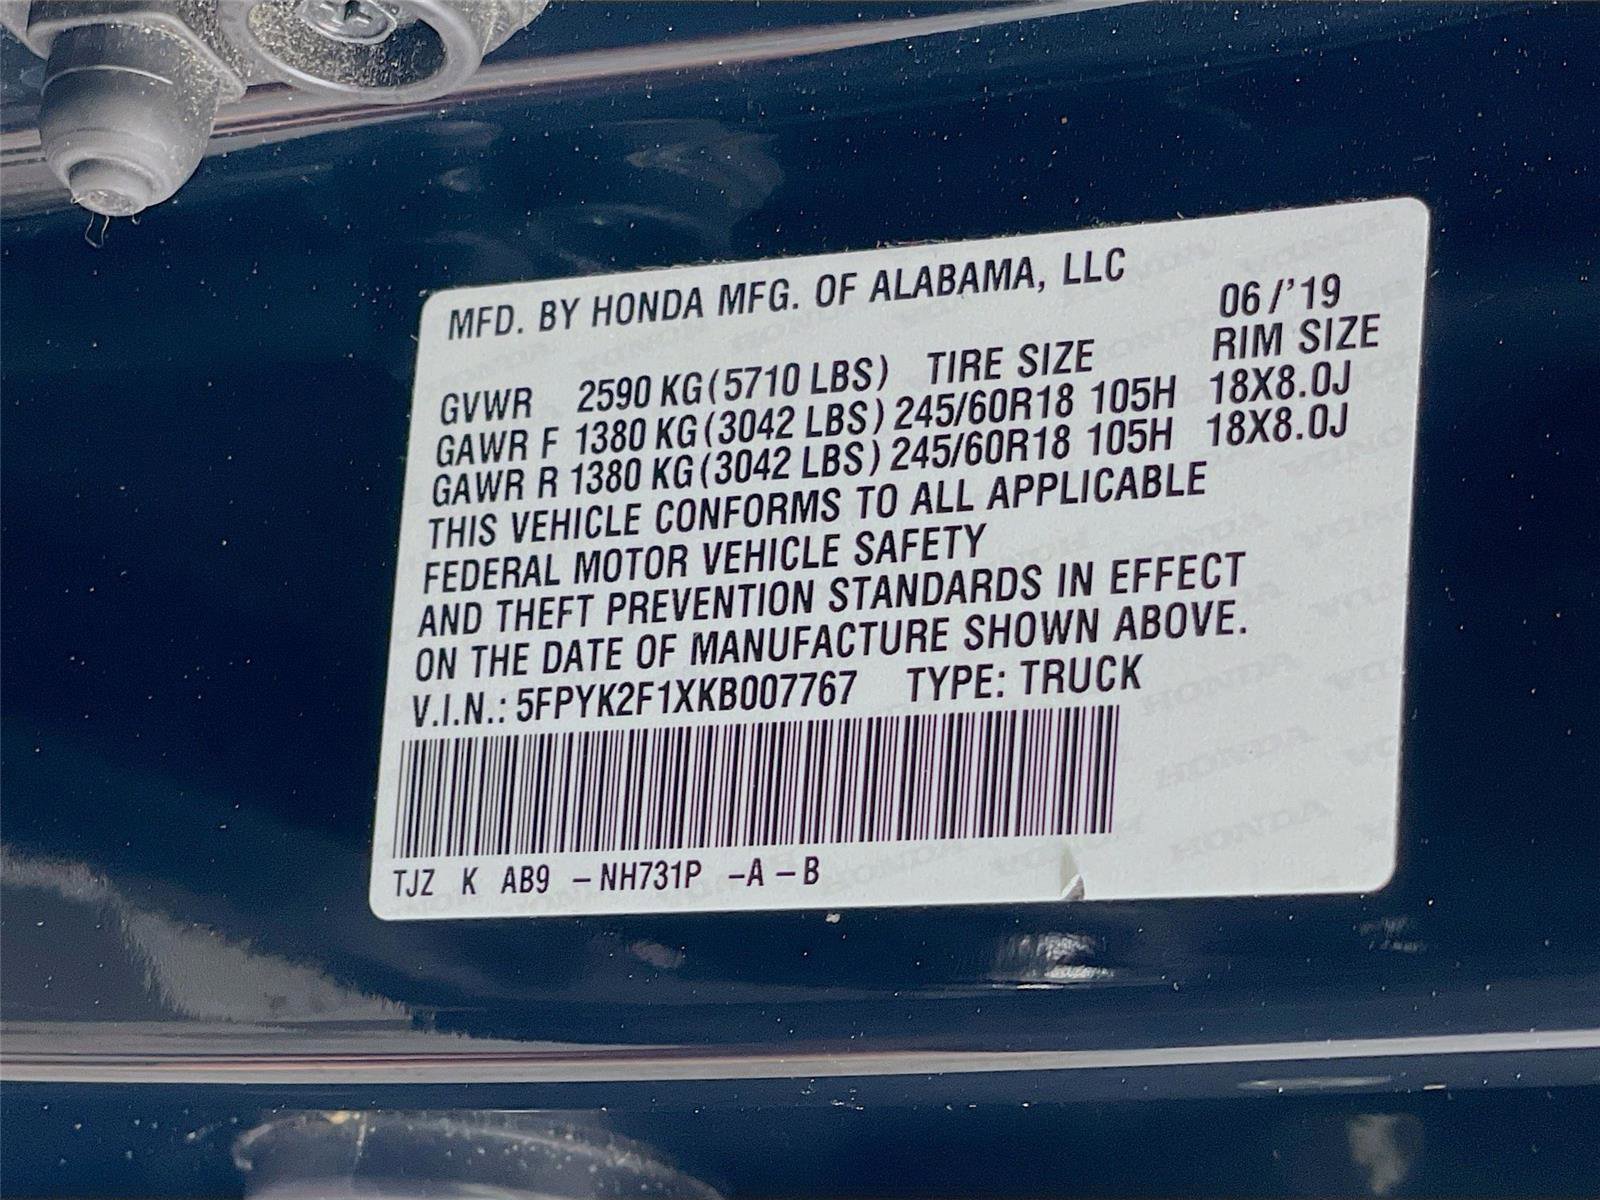 MFD. BY HONDA MFG. OF ALABAMA, LLC
06/'19
GVWR 2590 KG(5710 LBS) TIRE SIZE RIM SIZE
GAWR F 1380 KG(3042 LBS) 245/60R18 105H 18X8.0J
GAWR R 1380 KG(3042 LBS) 245/60R18 105H 18X8.0J
THIS VEHICLE CONFORMS TO ALL APPLICABLE
FEDERAL MOTOR VEHICLE SAFETY
AND THEFT PREVENTION STANDARDS IN EFFECT
ON THE DATE OF MANUFACTURE SHOWN ABOVE.
V.I.N.: 5FPYK2F1XKB007767 TYPE: TRUCK
TJZ K AB9 –NH731P –A –B